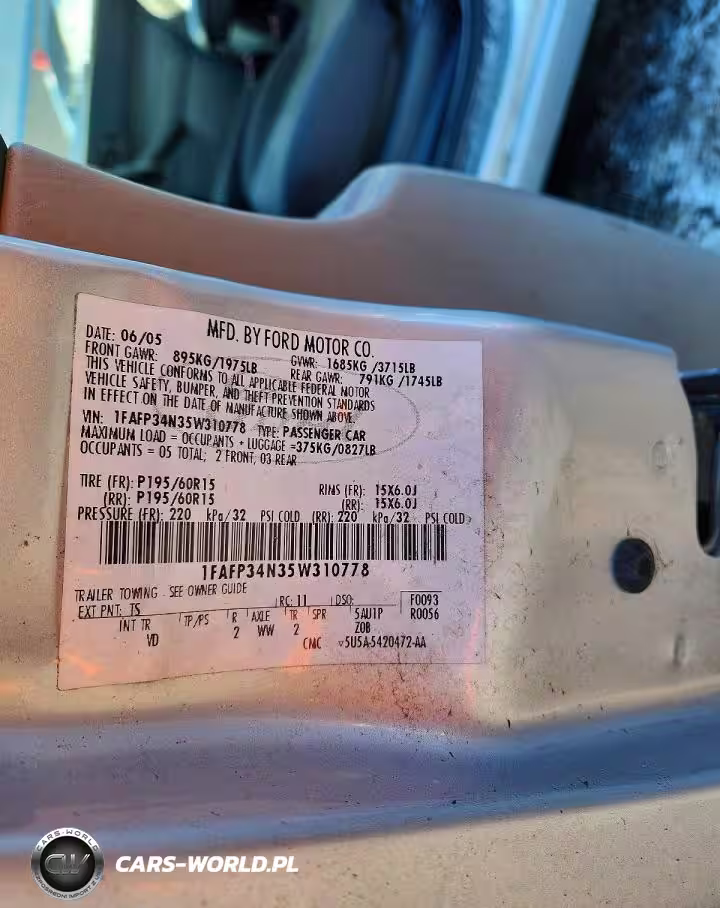 MFD. BY FORD MOTOR CO.
DATE: 06/05
FRONT GAWR: 895KG/1975LB GVWR: 1685KG /3715LB
REAR GAWR: 791KG /1745LB
THIS VEHICLE CONFORMS TO ALL APPLICABLE FEDERAL MOTOR
VEHICLE SAFETY, BUMPER, AND THEFT PREVENTION STANDARDS
IN EFFECT ON THE DATE OF MANUFACTURE SHOWN ABOVE.
VIN: 1FAFP34N35W310778 TYPE: PASSENGER CAR
MAXIMUM LOAD = OCCUPANTS + LUGGAGE =375KG/0827LB
OCCUPANTS = 05 TOTAL; 2 FRONT, 03 REAR
TIRE (FR): P195/60R15 RIMS (FR): 15X6.0J
(RR): P195/60R15 (RR): 15X6.0J
PRESSURE (FR): 220 kPa/32 PSI COLD (RR): 220 kPa/32 PSI COLD
1FAFP34N35W310778
TRAILER TOWING - SEE OWNER GUIDE
EXT PNT: TS RC: 11 DSO: F0093
INT TR TP/PS R AXLE TR SPR 5AU1P R0056
VD 2 WW 2 Z0B
CMC ▽5U5A-5420472-AA
CARS-WORLD
CW
CARS-WORLD.PL